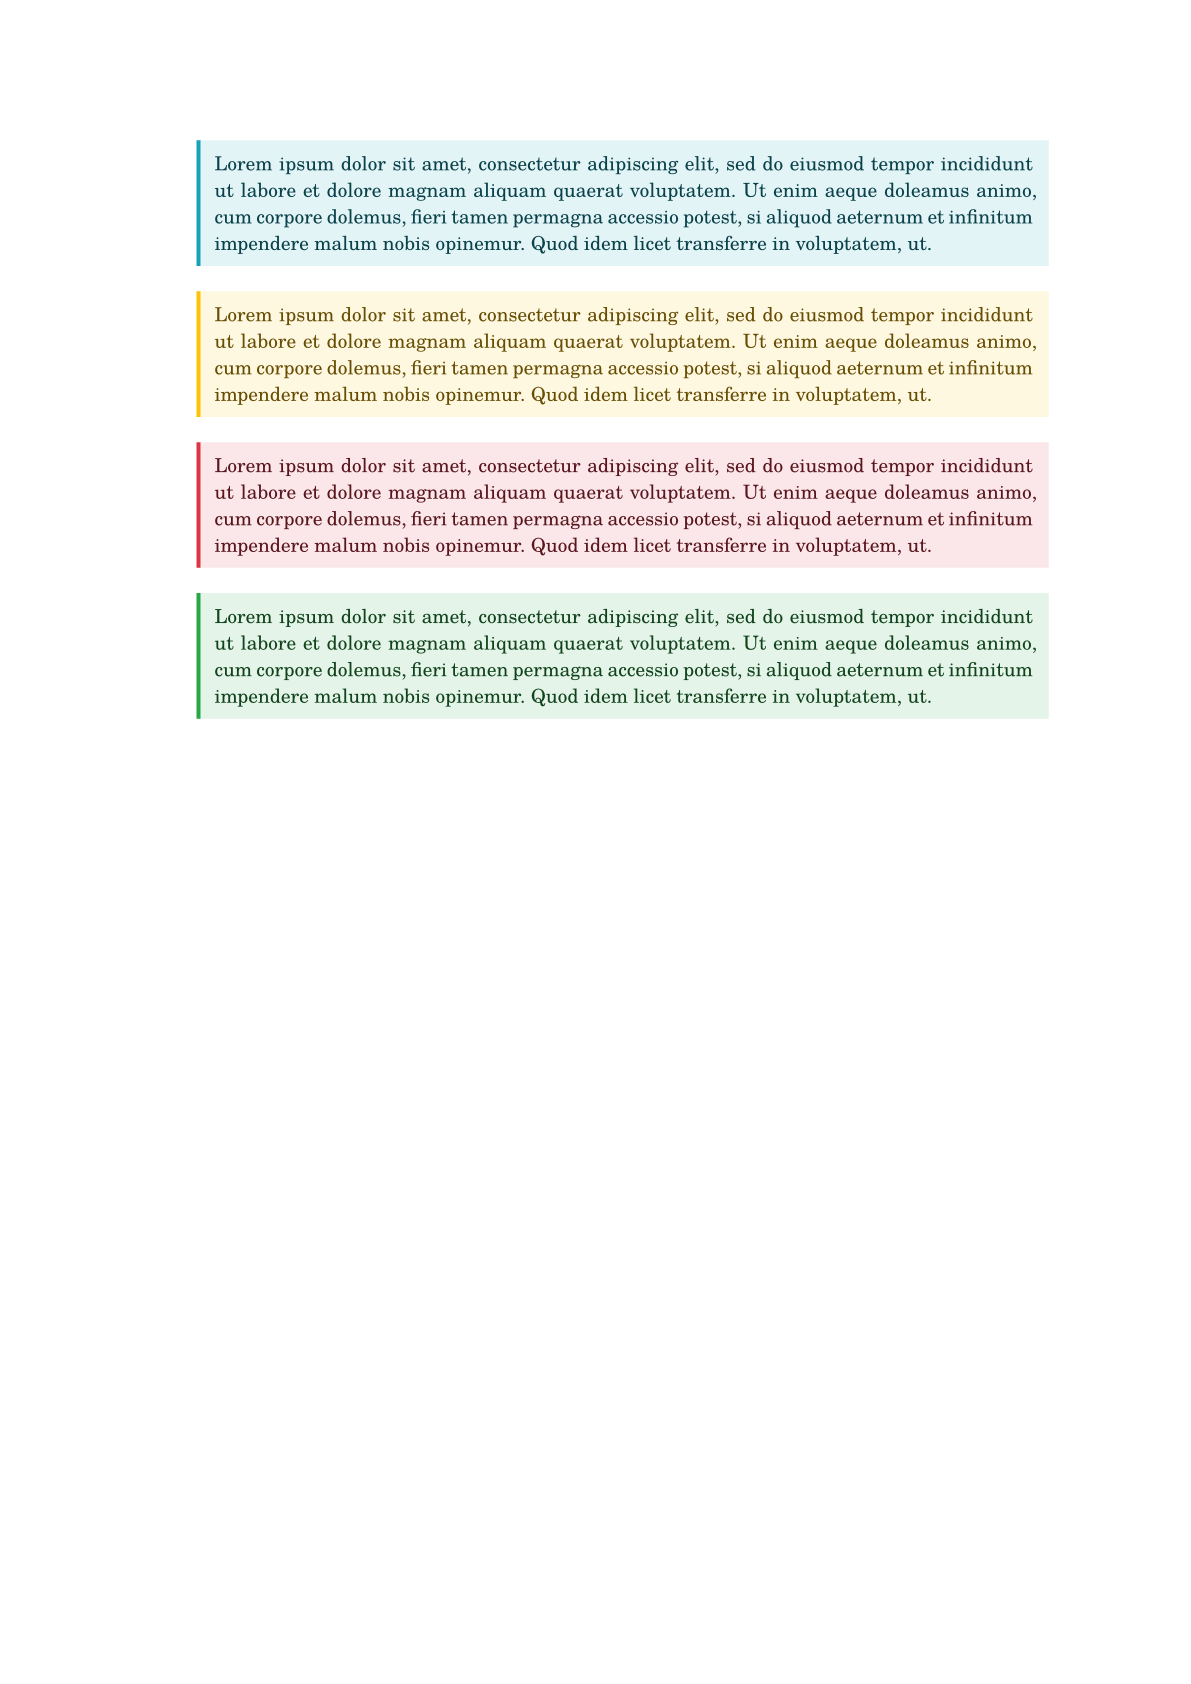 Lorem ipsum dolor sit amet, consectetur adipiscing elit, sed do eiusmod tempor incididunt
ut labore et dolore magnam aliquam quaerat voluptatem. Ut enim aeque doleamus animo,
cum corpore dolemus, fieri tamen permagna accessio potest, si aliquod aeternum et infinitum
impendere malum nobis opinemur. Quod idem licet transferre in voluptatem, ut.
Lorem ipsum dolor sit amet, consectetur adipiscing elit, sed do eiusmod tempor incididunt
ut labore et dolore magnam aliquam quaerat voluptatem. Ut enim aeque doleamus animo,
cum corpore dolemus, fieri tamen permagna accessio potest, si aliquod aeternum et infinitum
impendere malum nobis opinemur. Quod idem licet transferre in voluptatem, ut.
Lorem ipsum dolor sit amet, consectetur adipiscing elit, sed do eiusmod tempor incididunt
ut labore et dolore magnam aliquam quaerat voluptatem. Ut enim aeque doleamus animo,
cum corpore dolemus, fieri tamen permagna accessio potest, si aliquod aeternum et infinitum
impendere malum nobis opinemur. Quod idem licet transferre in voluptatem, ut.
Lorem ipsum dolor sit amet, consectetur adipiscing elit, sed do eiusmod tempor incididunt
ut labore et dolore magnam aliquam quaerat voluptatem. Ut enim aeque doleamus animo,
cum corpore dolemus, fieri tamen permagna accessio potest, si aliquod aeternum et infinitum
impendere malum nobis opinemur. Quod idem licet transferre in voluptatem, ut.